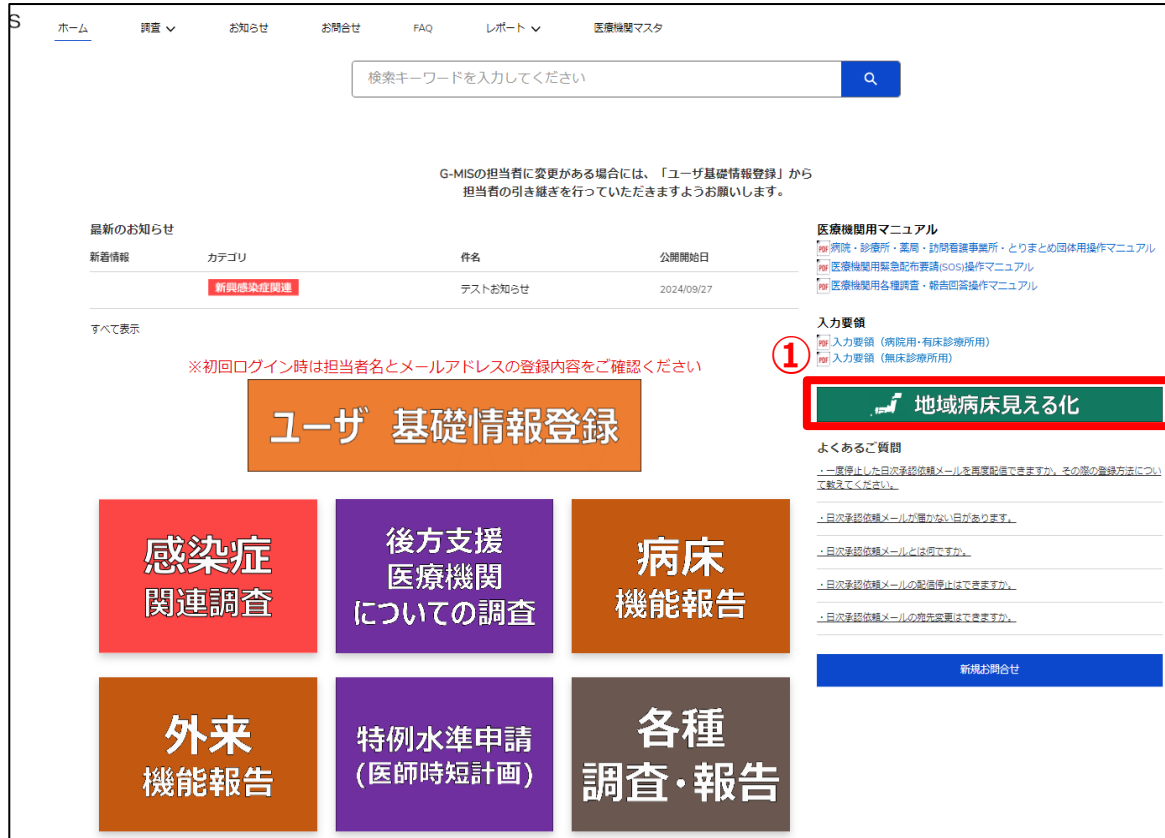 S
ホーム 調査 お知らせ お問合せ FAQ レポート 医療機関マスタ
検索キーワードを入力してください
G-MISの担当者に変更がある場合には、「ユーザ基礎情報登録」から
担当者の引き継ぎを行っていただきますようお願いします。
最新のお知らせ
新着情報 カテゴリ 件名 公開開始日
新興感染症関連 テストお知らせ 2024/09/27
すべて表示
※初回ログイン時は担当者名とメールアドレスの登録内容をご確認ください
ユーザ 基礎情報登録
感染症
関連調査
後方支援
医療機関
についての調査
病床
機能報告
外来
機能報告
特例水準申請
(医師時短計画)
各種
調査・報告
医療機関用マニュアル
PDF 病院・診療所・薬局・訪問看護事業所・とりまとめ団体用操作マニュアル
PDF 医療機関用緊急配布要請(SOS)操作マニュアル
PDF 医療機関用各種調査・報告回答操作マニュアル
入力要領
PDF 入力要領（病院用・有床診療所用）
PDF 入力要領（無床診療所用）
①
地域病床見える化
よくあるご質問
・一度停止した日次承認依頼メールを再度配信できますか。その際の登録方法につい
て教えてください。
・日次承認依頼メールが届かない日があります。
・日次承認依頼メールとは何ですか。
・日次承認依頼メールの配信停止はできますか。
・日次承認依頼メールの宛先変更はできますか。
新規お問合せ